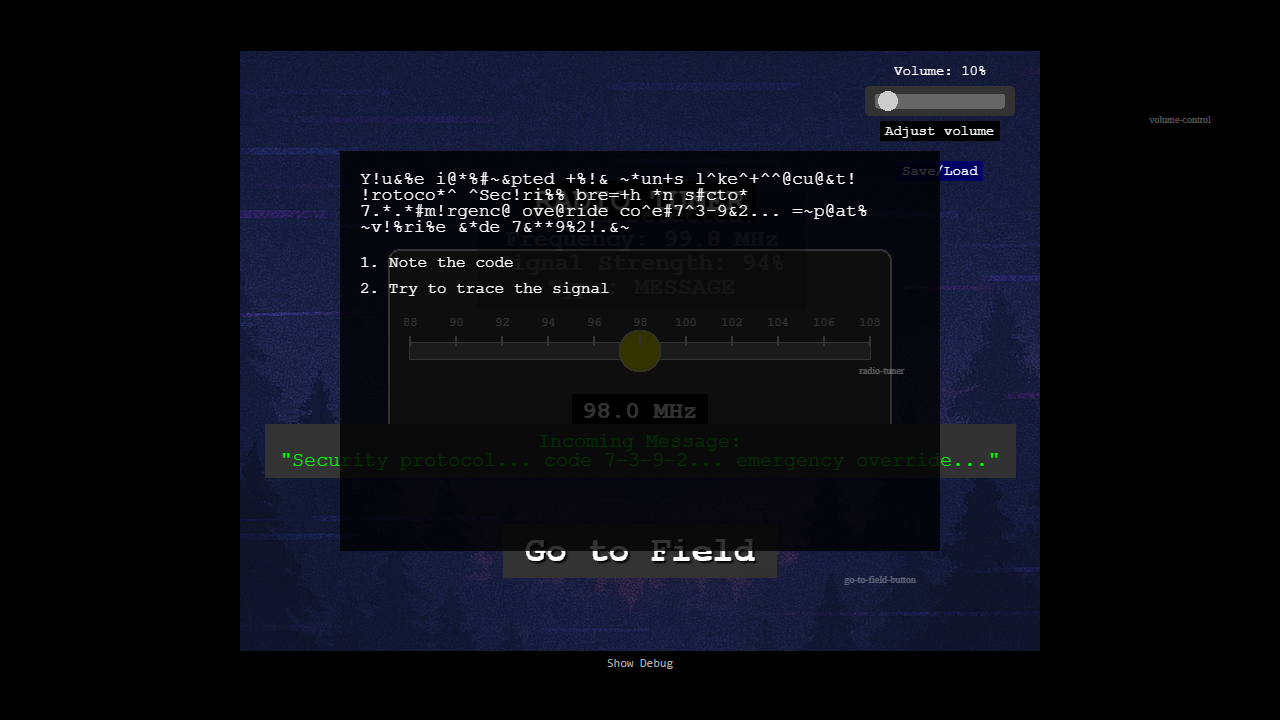 Volume: 10%
volume-control
Adjust volume
Save/Load
Y!u&%e i@*%#~&pted +%!& ~*un+s l^ke^+^^@cu@&t!
!rotoco*^ ^Sec!ri%% bre=+h *n s#cto*
7.*.*#m!rgenc@ ove@ride co^e#7^3-9&2... =~p@at%
~v!%ri%e &*de 7&**9%2!.&~
RADIO TUNER
Frequency: 99.8 MHz
Signal Strength: 94%
MESSAGE
1. Note the code
2. Try to trace the signal
88 90 92 94 96 98 100 102 104 106 108
radio-tuner
98.0 MHz
Incoming Message:
"Security protocol... code 7-3-9-2... emergency override..."
Go to Field
go-to-field-button
Show Debug